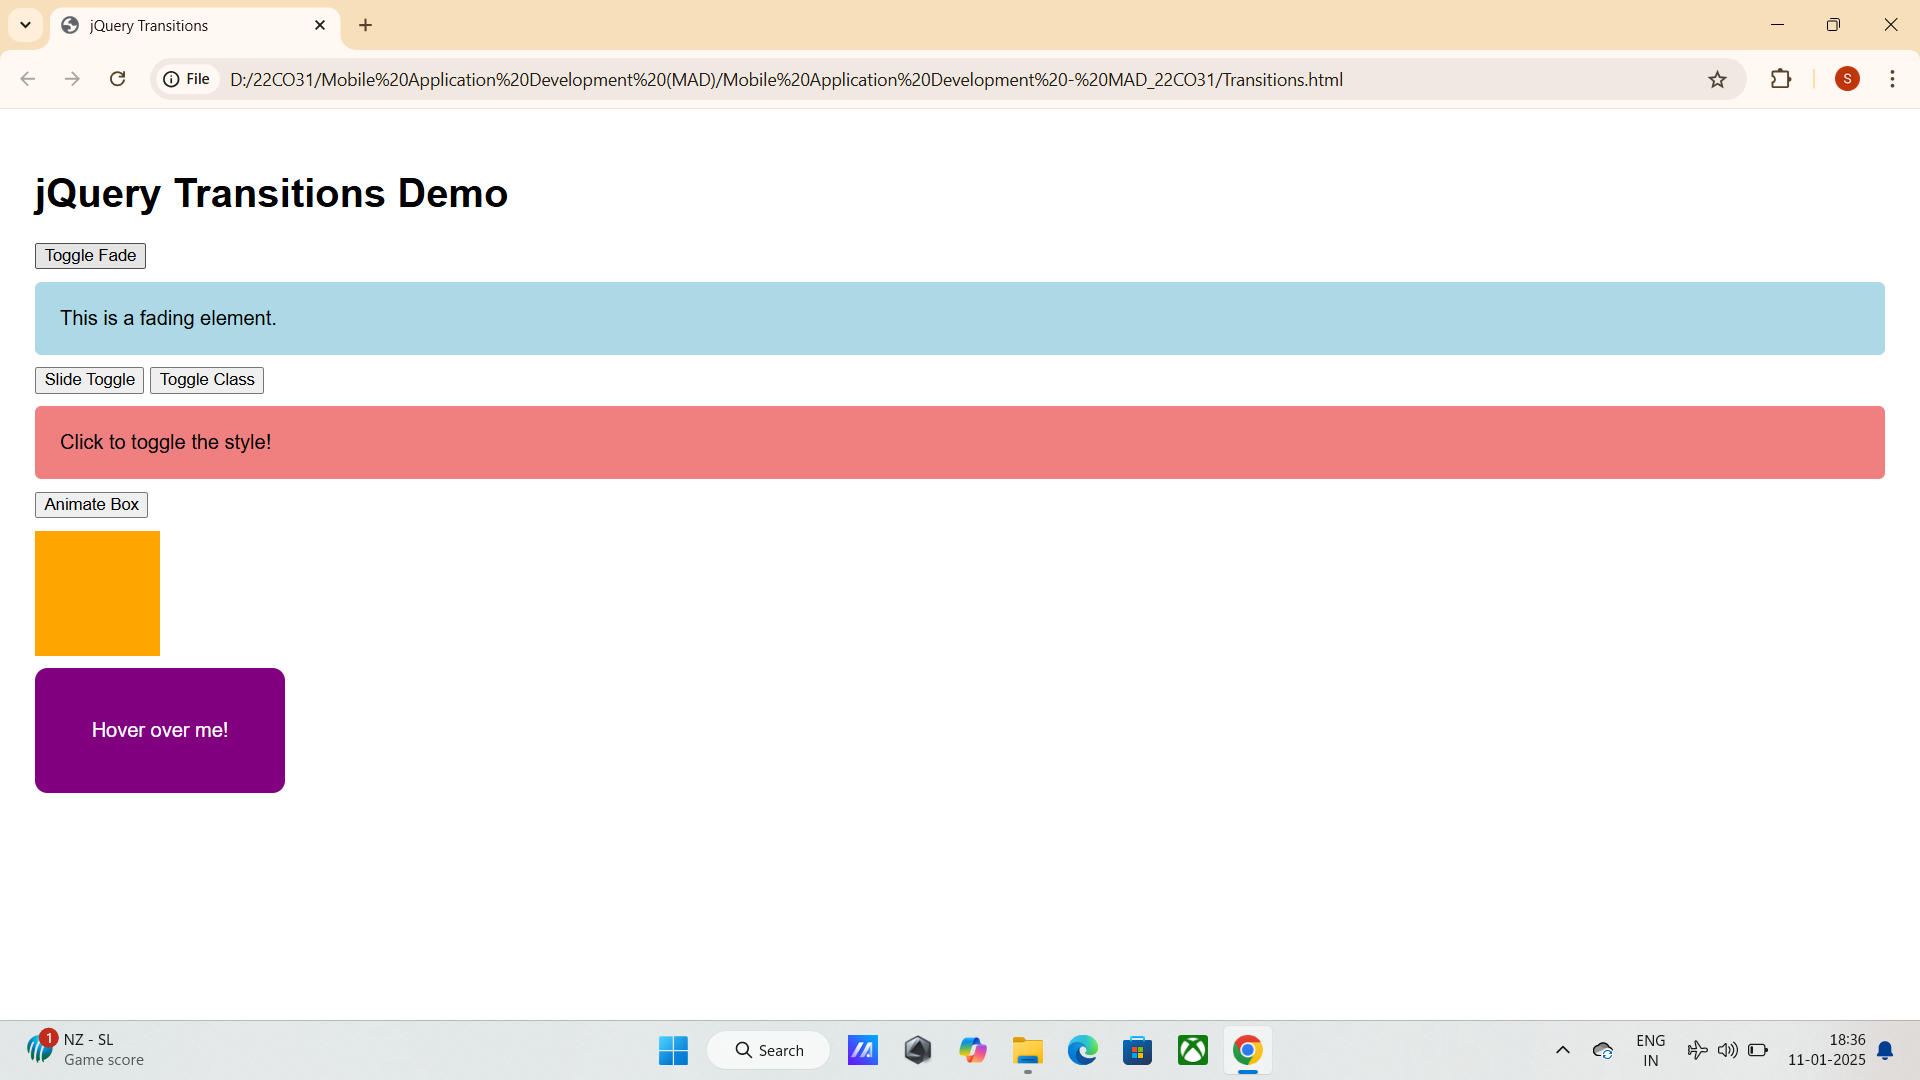 jQuery Transitions
File
D:/22CO31/Mobile%20Application%20Development%20(MAD)/Mobile%20Application%20Development%20-%20MAD_22CO31/Transitions.html
S
jQuery Transitions Demo
Toggle Fade
This is a fading element.
Slide Toggle Toggle Class
Click to toggle the style!
Animate Box
Hover over me!
1
NZ - SL
Game score
Search
ENG
IN
18:36
11-01-2025